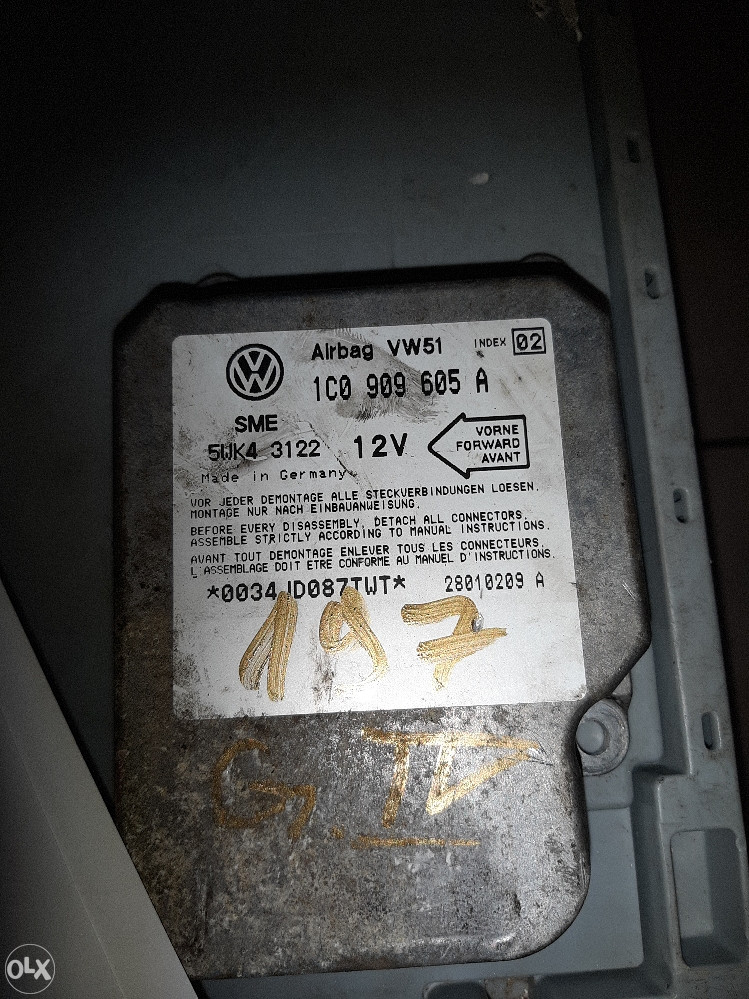 Airbag VW51 INDEX 02
1C0 909 605 A
SME
5WK4 3122 12V
VORNE
FORWARD
AVANT
Made in Germany
VOR JEDER DEMONTAGE ALLE STECKVERBINDUNGEN LOESEN.
MONTAGE NUR NACH EINBAUANWEISUNG.
BEFORE EVERY DISASSEMBLY, DETACH ALL CONNECTORS.
ASSEMBLE STRICTLY ACCORDING TO MANUAL INSTRUCTIONS.
AVANT TOUT DEMONTAGE ENLEVER TOUS LES CONNECTEURS.
L'ASSEMBLAGE DOIT ETRE CONFORME AU MANUEL D'INSTRUCTIONS.
*0034JD087TWT* 28010209 A
197
G. IV
OLX